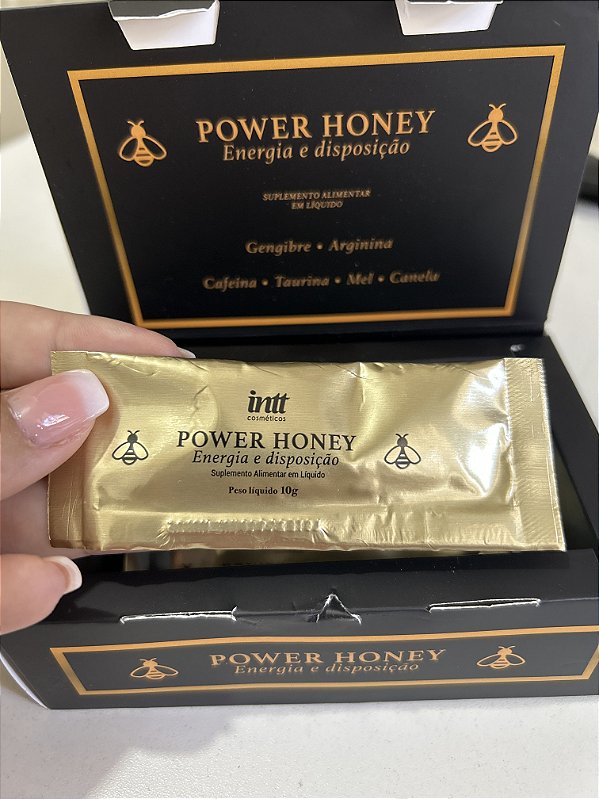 POWER HONEY
Energia e disposição
SUPLEMENTO ALIMENTAR
EM LÍQUIDO
Gengibre • Arginina
Cafeína • Taurina • Mel • Canela
intt
cosméticos
POWER HONEY
Energia e disposição
Suplemento Alimentar em Líquido
Peso líquido 10g
POWER HONEY
Energia e disposição